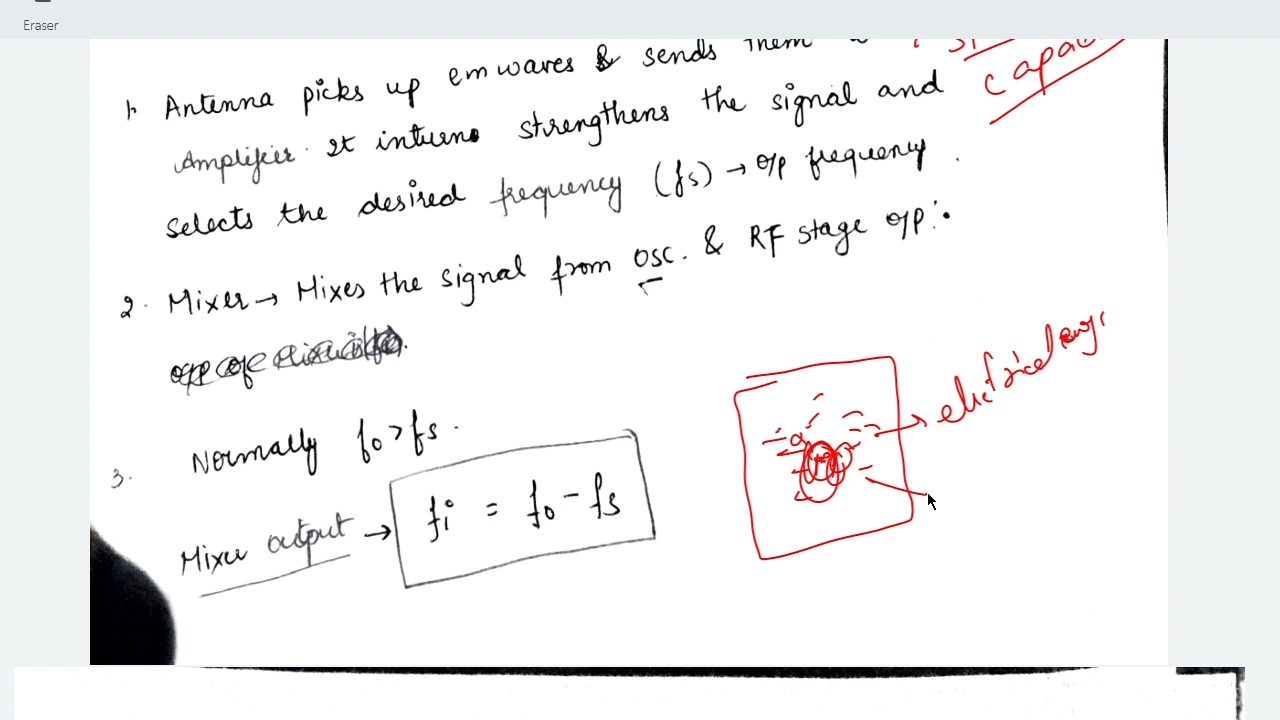 Eraser
1. Antenna picks up em waves & sends them
capac
Amplifier. It inturn strengthens the signal and
selects the desired frequency (fs) → o/p frequency.
2. Mixer → Mixes the signal from osc. & RF stage o/p.
3. Normally fo > fs.
→ electrical
Mixer output → fi = fo - fs